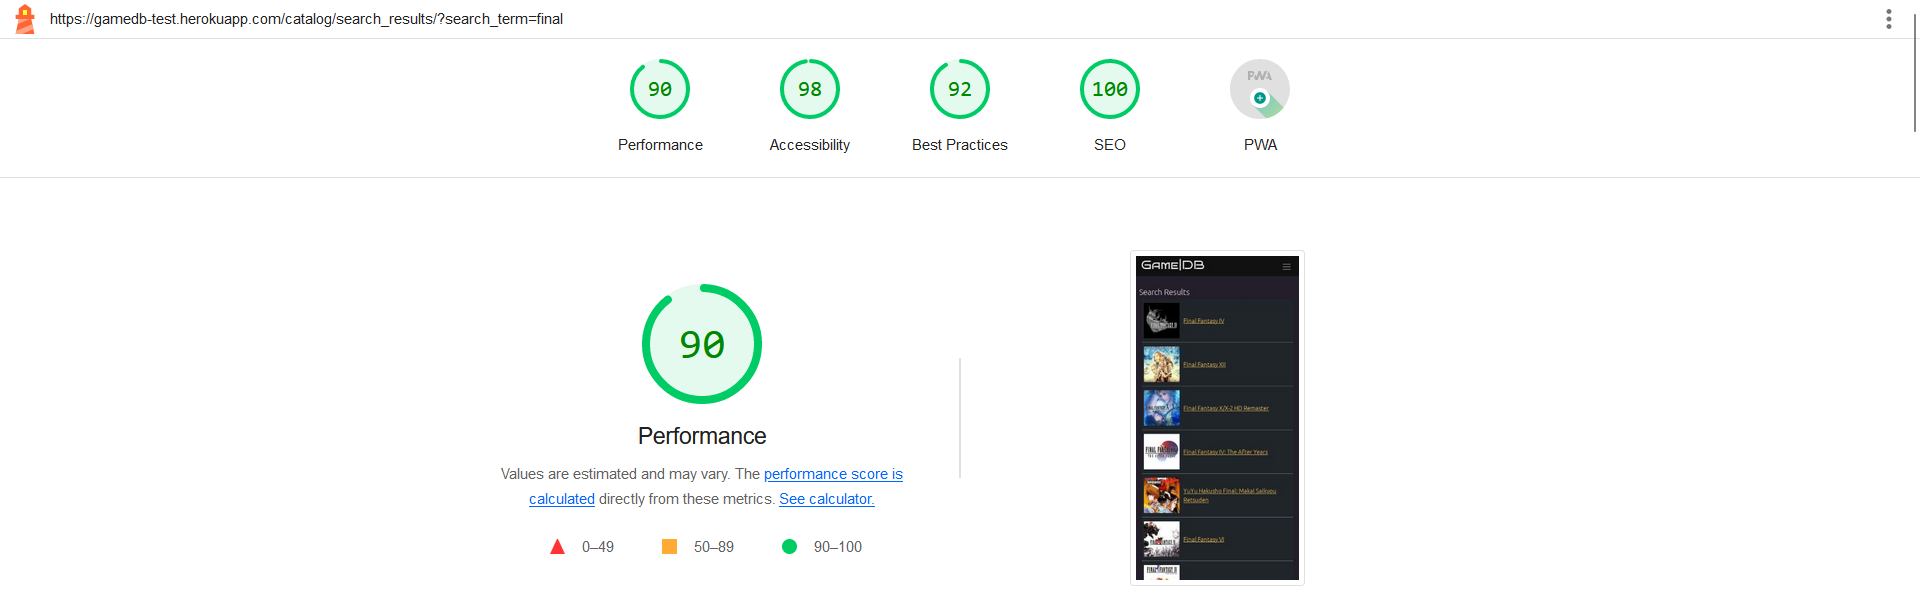 https://gamedb-test.herokuapp.com/catalog/search_results/?search_term=final
90
98
92
100
PWA
Performance
Accessibility
Best Practices
SEO
PWA
90
Performance
Values are estimated and may vary. The performance score is
calculated directly from these metrics. See calculator.
0–49
50–89
90–100
GAME|DB
Search Results
Final Fantasy IV
Final Fantasy XII
Final Fantasy X/X-2 HD Remaster
Final Fantasy IV: The After Years
YuYu Hakusho Final: Makai Saikyou
Retsuden
Final Fantasy VI